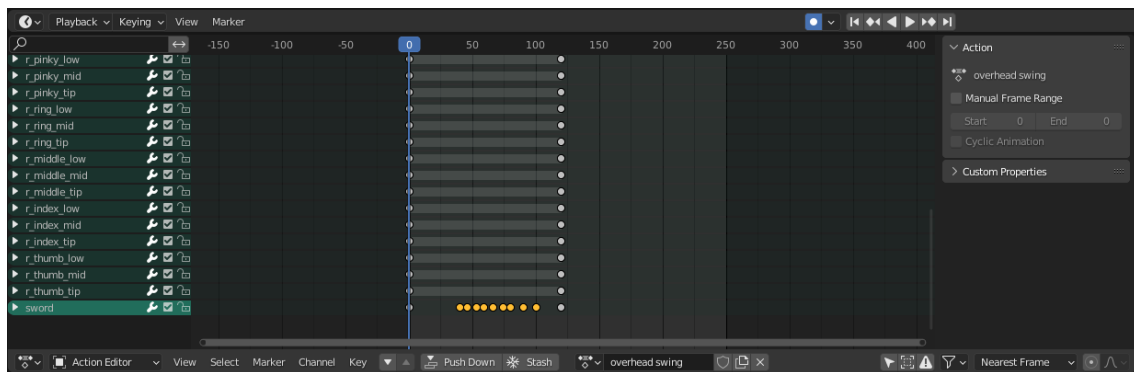 Playback Keying View Marker
-150 -100 -50 0 50 100 150 200 250 300 350 400
Action
r_pinky_low
r_pinky_mid
overhead swing
r_pinky_tip
Manual Frame Range
r_ring_low
r_ring_mid
Start 0 End 0
r_ring_tip
Cyclic Animation
r_middle_low
r_middle_mid
Custom Properties
r_middle_tip
r_index_low
r_index_mid
r_index_tip
r_thumb_low
r_thumb_mid
r_thumb_tip
sword
Action Editor View Select Marker Channel Key Push Down Stash overhead swing Nearest Frame